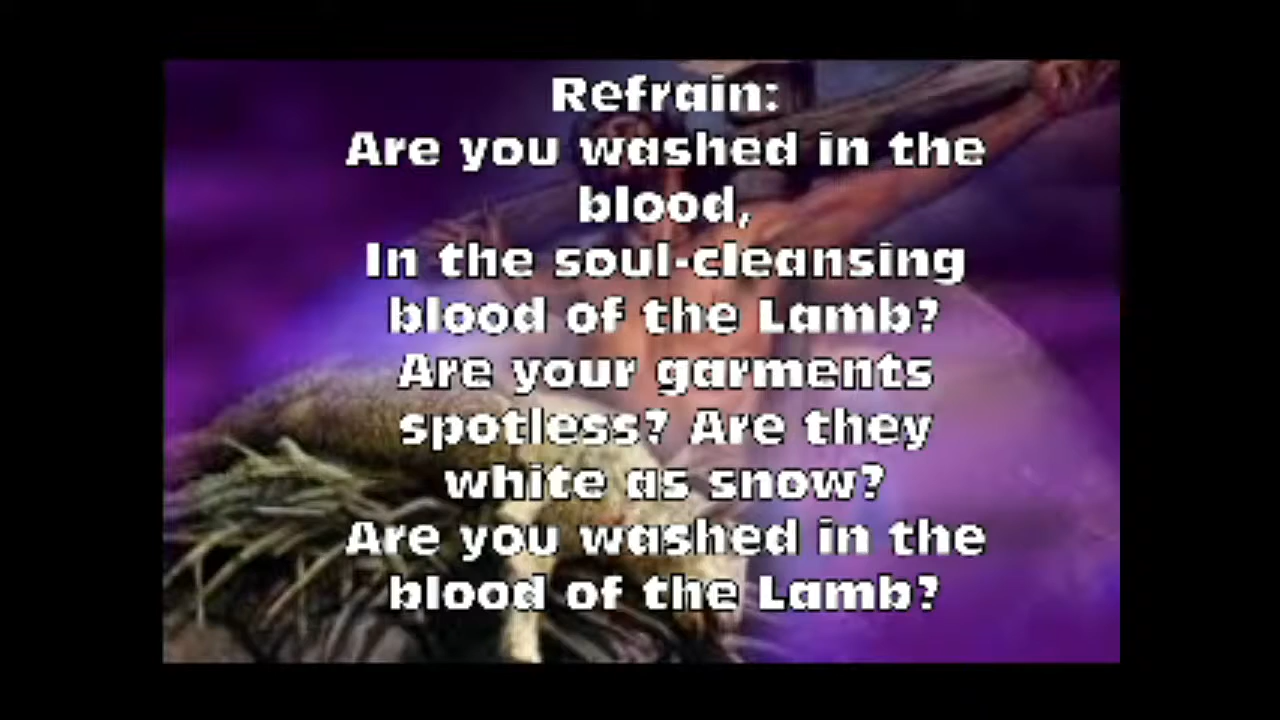 Refrain:
Are you washed in the
blood,
In the soul-cleansing
blood of the Lamb?
Are your garments
spotless? Are they
white as snow?
Are you washed in the
blood of the Lamb?